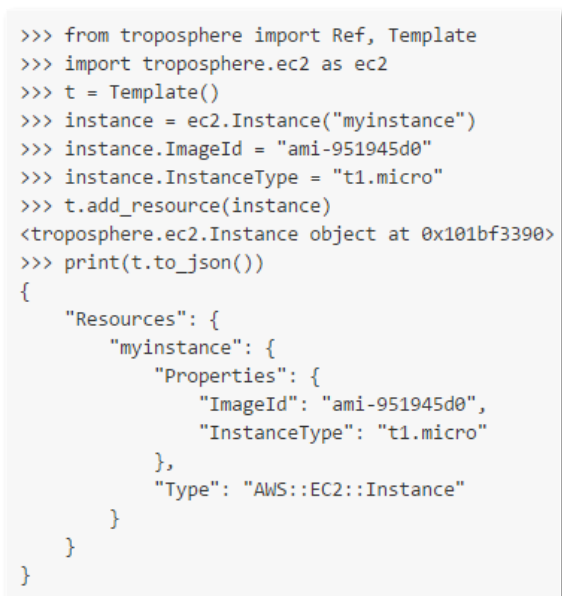 >>> from troposphere import Ref, Template
>>> import troposphere.ec2 as ec2
>>> t = Template()
>>> instance = ec2.Instance("myinstance")
>>> instance.ImageId = "ami-951945d0"
>>> instance.InstanceType = "t1.micro"
>>> t.add_resource(instance)
<troposphere.ec2.Instance object at 0x101bf3390>
>>> print(t.to_json())
{
    "Resources": {
        "myinstance": {
            "Properties": {
                "ImageId": "ami-951945d0",
                "InstanceType": "t1.micro"
            },
            "Type": "AWS::EC2::Instance"
        }
    }
}